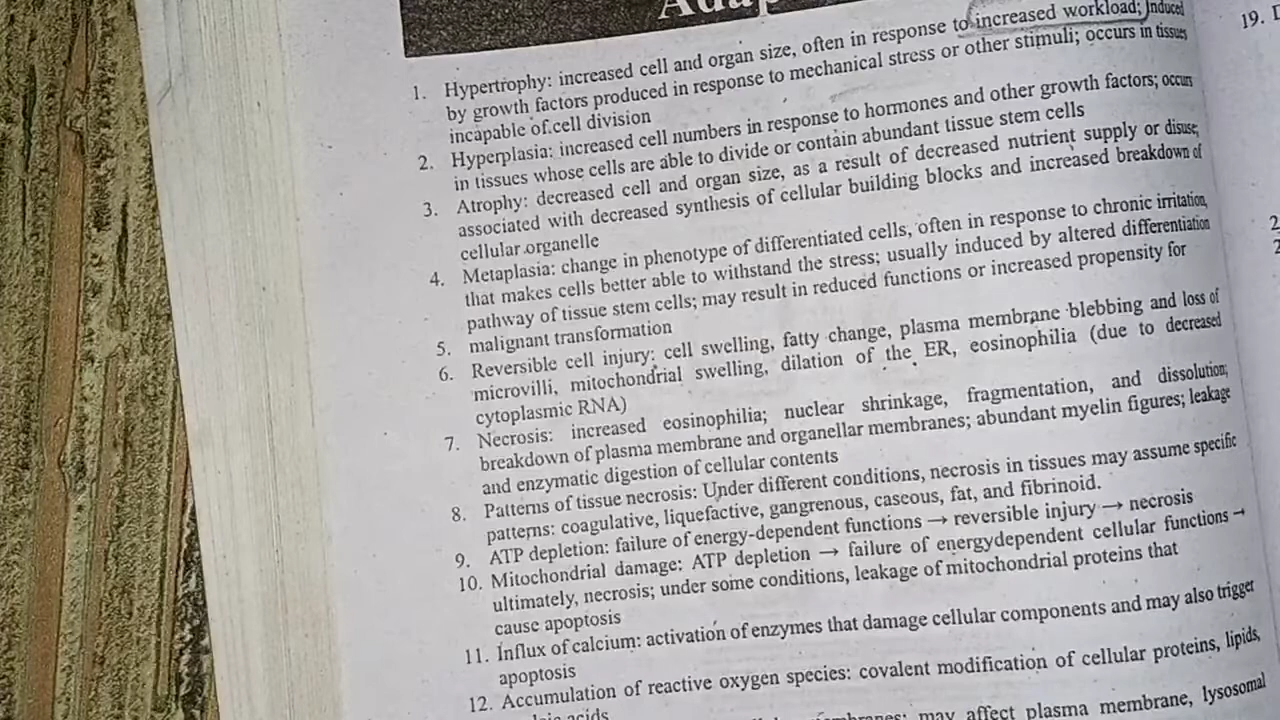 1. Hypertrophy: increased cell and organ size, often in response to increased workload; induced
by growth factors produced in response to mechanical stress or other stimuli; occurs in tissues
incapable of cell division
2. Hyperplasia: increased cell numbers in response to hormones and other growth factors; occurs
in tissues whose cells are able to divide or contain abundant tissue stem cells
3. Atrophy: decreased cell and organ size, as a result of decreased nutrient supply or disuse;
associated with decreased synthesis of cellular building blocks and increased breakdown of
cellular organelle
4. Metaplasia: change in phenotype of differentiated cells, often in response to chronic irritation,
that makes cells better able to withstand the stress; usually induced by altered differentiation
pathway of tissue stem cells; may result in reduced functions or increased propensity for
5. malignant transformation
6. Reversible cell injury: cell swelling, fatty change, plasma membrane blebbing and loss of
microvilli, mitochondrial swelling, dilation of the ER, eosinophilia (due to decreased
cytoplasmic RNA)
7. Necrosis: increased eosinophilia; nuclear shrinkage, fragmentation, and dissolution;
breakdown of plasma membrane and organellar membranes; abundant myelin figures; leakage
and enzymatic digestion of cellular contents
8. Patterns of tissue necrosis: Under different conditions, necrosis in tissues may assume specific
patterns: coagulative, liquefactive, gangrenous, caseous, fat, and fibrinoid.
9. ATP depletion: failure of energy-dependent functions → reversible injury → necrosis
10. Mitochondrial damage: ATP depletion → failure of energydependent cellular functions →
ultimately, necrosis; under some conditions, leakage of mitochondrial proteins that
cause apoptosis
11. Influx of calcium: activation of enzymes that damage cellular components and may also trigger
apoptosis
12. Accumulation of reactive oxygen species: covalent modification of cellular proteins, lipids,
acids
membranes: may affect plasma membrane, lysosomal
19.